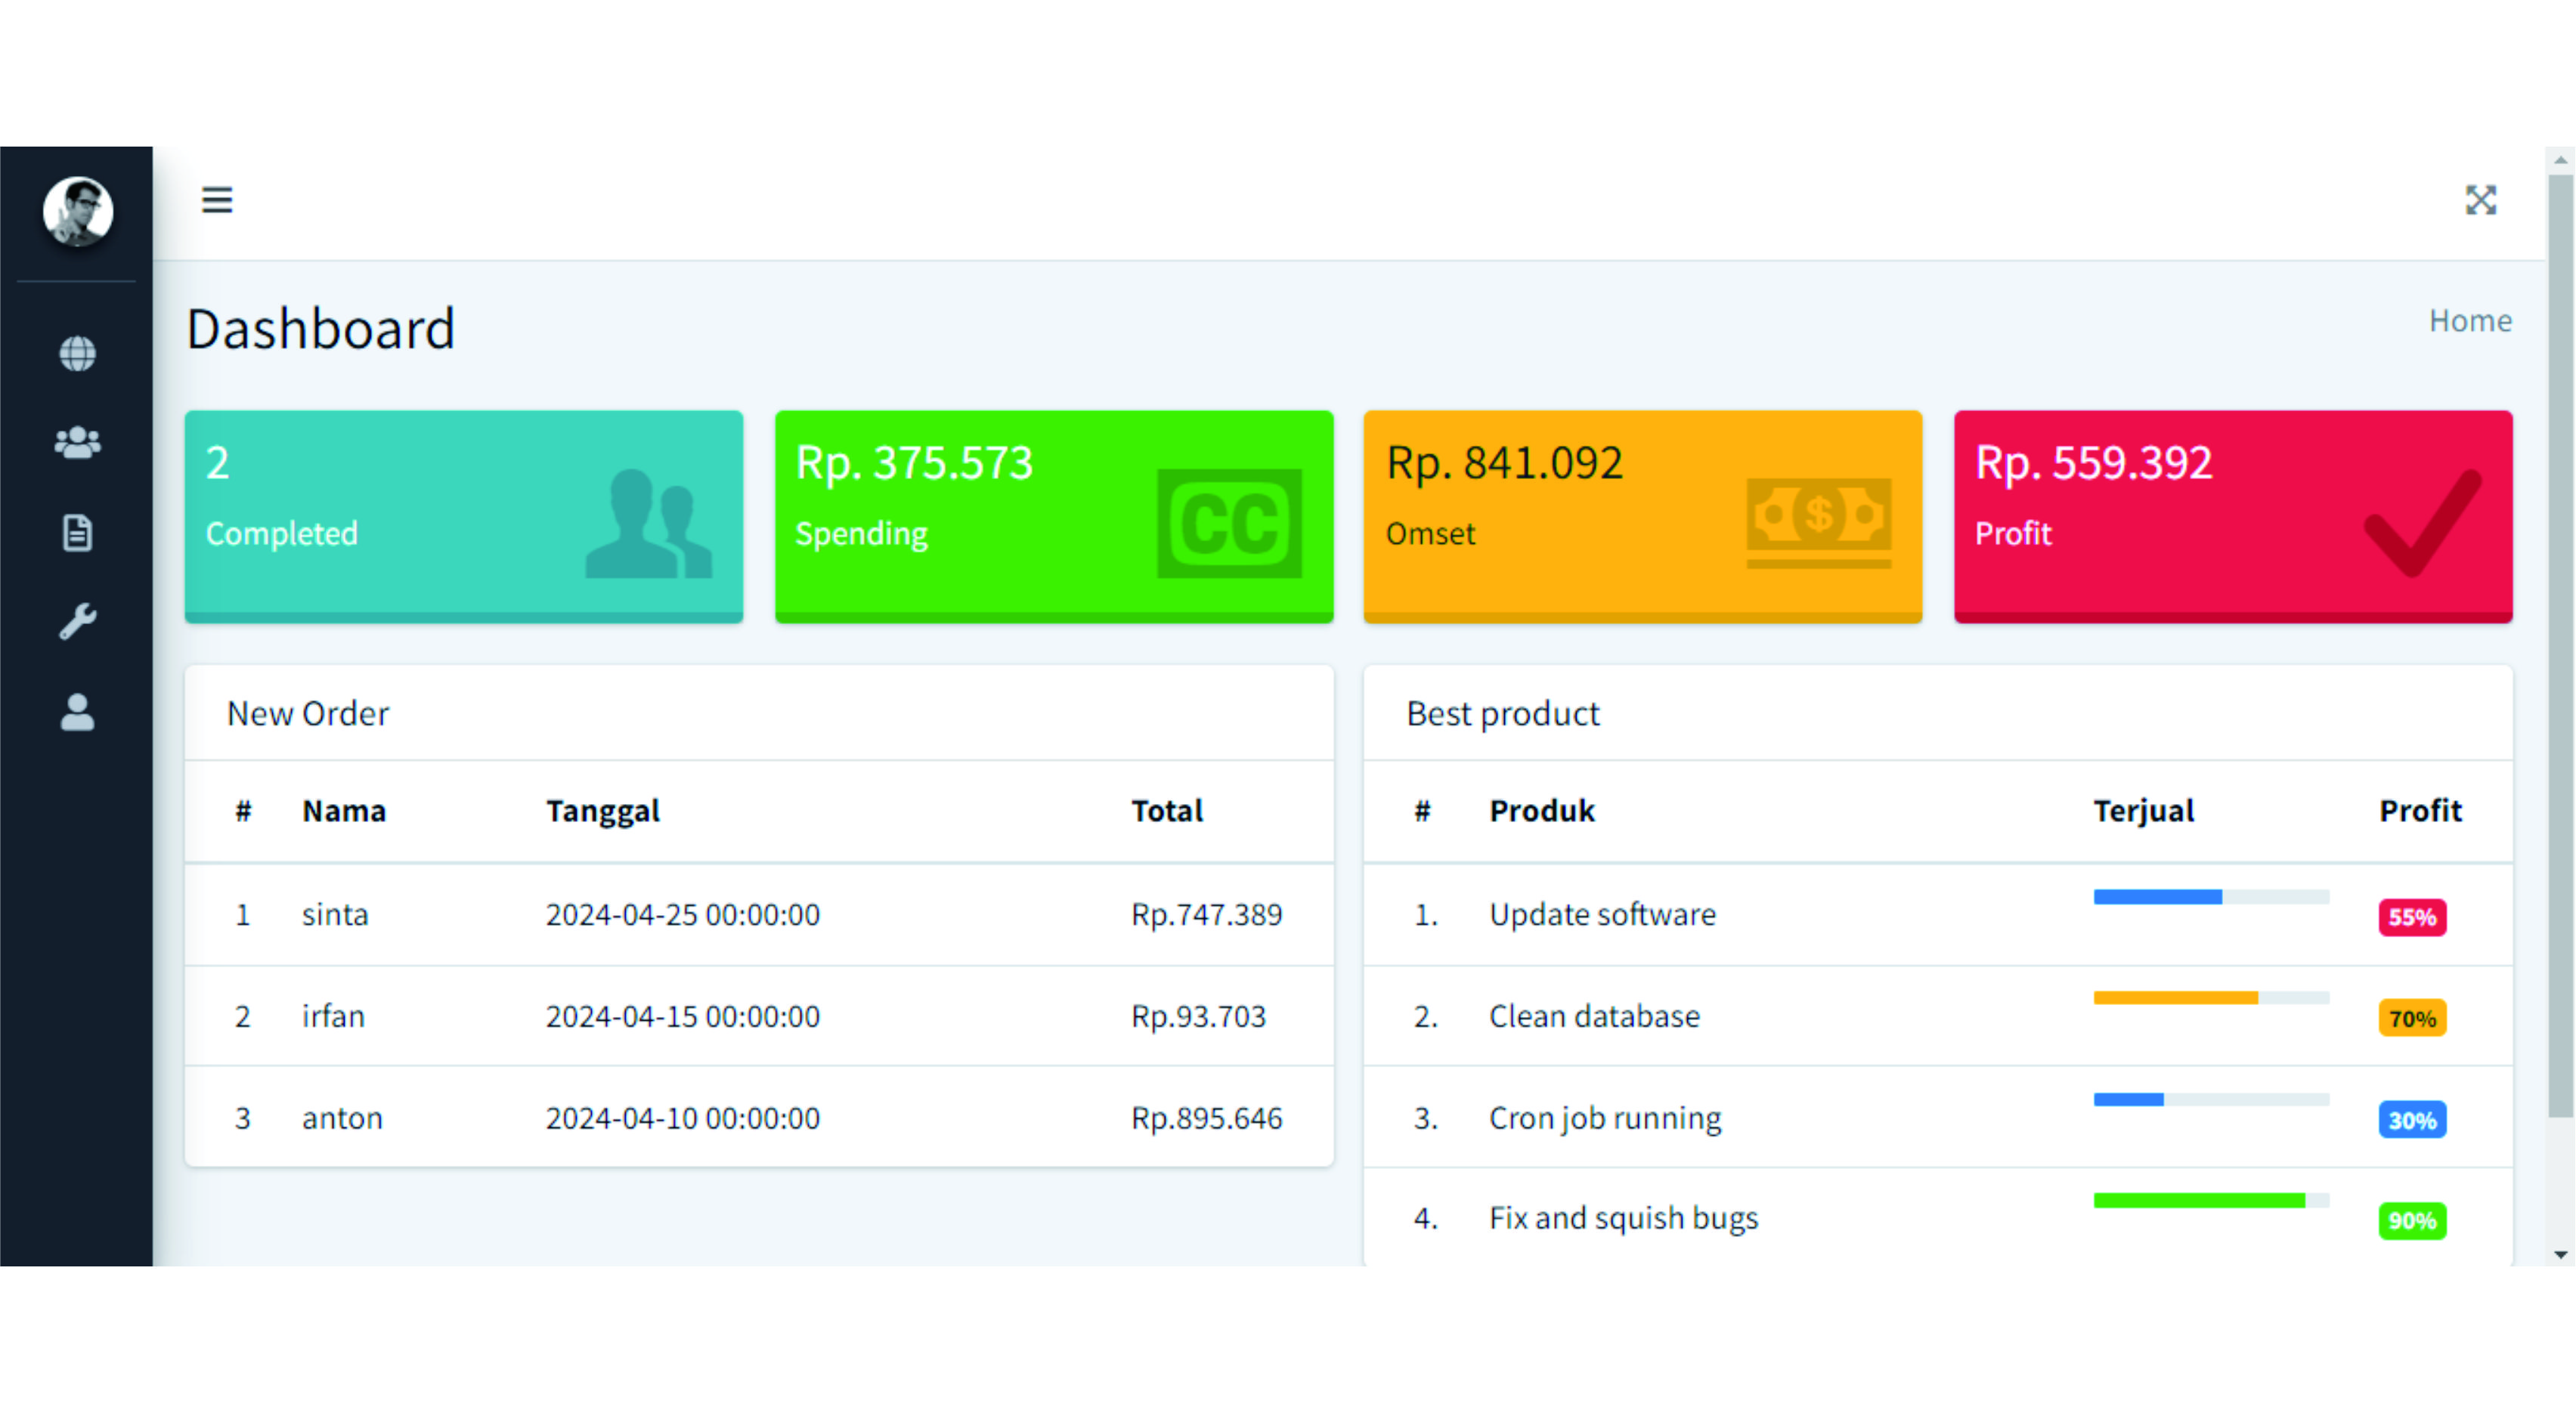 Dashboard
Home
2
Completed
Rp. 375.573
Spending
CC
Rp. 841.092
Omset
$
Rp. 559.392
Profit
New Order
# Nama Tanggal Total
1 sinta 2024-04-25 00:00:00 Rp.747.389
2 irfan 2024-04-15 00:00:00 Rp.93.703
3 anton 2024-04-10 00:00:00 Rp.895.646
Best product
# Produk Terjual Profit
1. Update software 55%
2. Clean database 70%
3. Cron job running 30%
4. Fix and squish bugs 90%